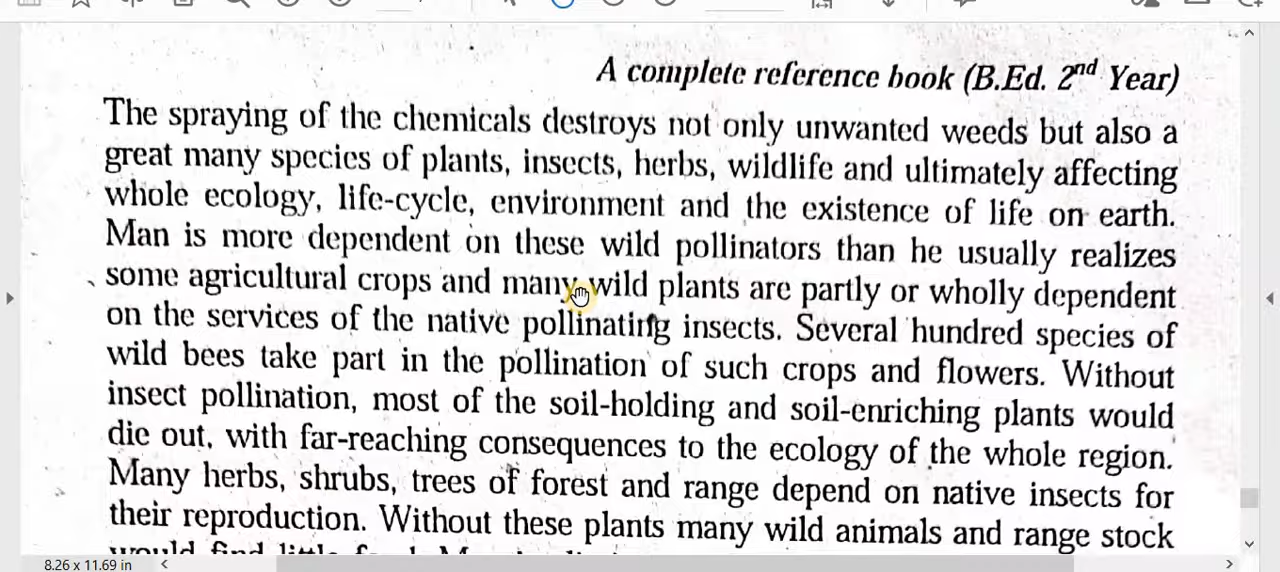 A complete reference book (B.Ed. 2nd Year)
The spraying of the chemicals destroys not only unwanted weeds but also a
great many species of plants, insects, herbs, wildlife and ultimately affecting
whole ecology, life-cycle, environment and the existence of life on earth.
Man is more dependent on these wild pollinators than he usually realizes
some agricultural crops and many wild plants are partly or wholly dependent
on the services of the native pollinating insects. Several hundred species of
wild bees take part in the pollination of such crops and flowers. Without
insect pollination, most of the soil-holding and soil-enriching plants would
die out, with far-reaching consequences to the ecology of the whole region.
Many herbs, shrubs, trees of forest and range depend on native insects for
their reproduction. Without these plants many wild animals and range stock
would find
8.26 x 11.69 in